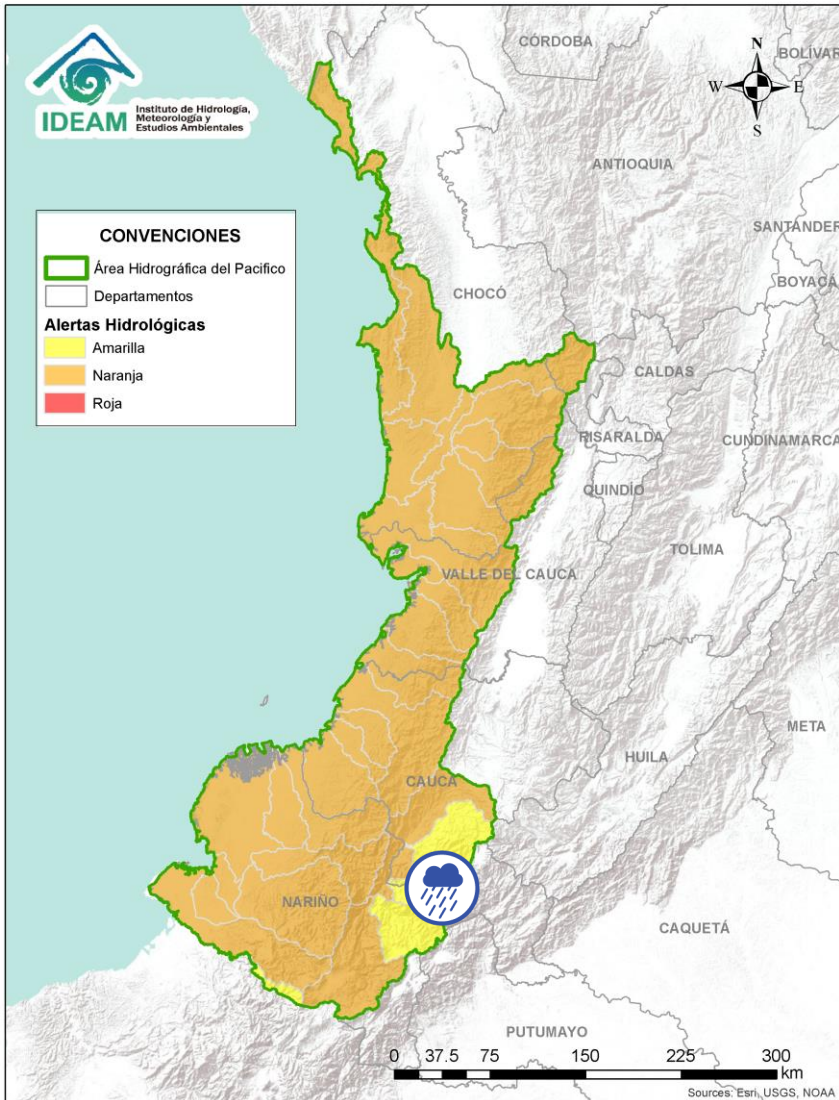 IDEAM
Instituto de Hidrología,
Meteorología y
Estudios Ambientales
CÓRDOBA
BOLÍVAR
N
W
E
S
ANTIOQUIA
SANTANDER
BOYACÁ
CONVENCIONES
Área Hidrográfica del Pacifico
Departamentos
Alertas Hidrológicas
Amarilla
Naranja
Roja
CHOCÓ
CALDAS
RISARALDA
CUNDINAMARCA
QUINDÍO
TOLIMA
VALLE DEL CAUCA
META
HUILA
CAUCA
NARIÑO
CAQUETÁ
PUTUMAYO
0 37.5 75 150 225 300
km
Sources: Esri, USGS, NOAA